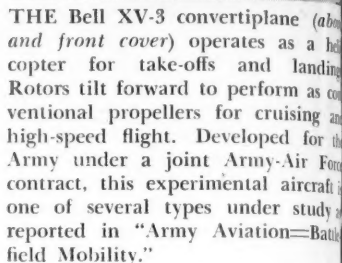 THE Bell XV-3 convertiplane (abo
and front cover) operates as a hel
copter for take-offs and landing
Rotors tilt forward to perform as con
ventional propellers for cruising an
high-speed flight. Developed for th
Army under a joint Army-Air Forc
contract, this experimental aircraft i
one of several types under study a
reported in "Army Aviation=Battle
field Mobility."